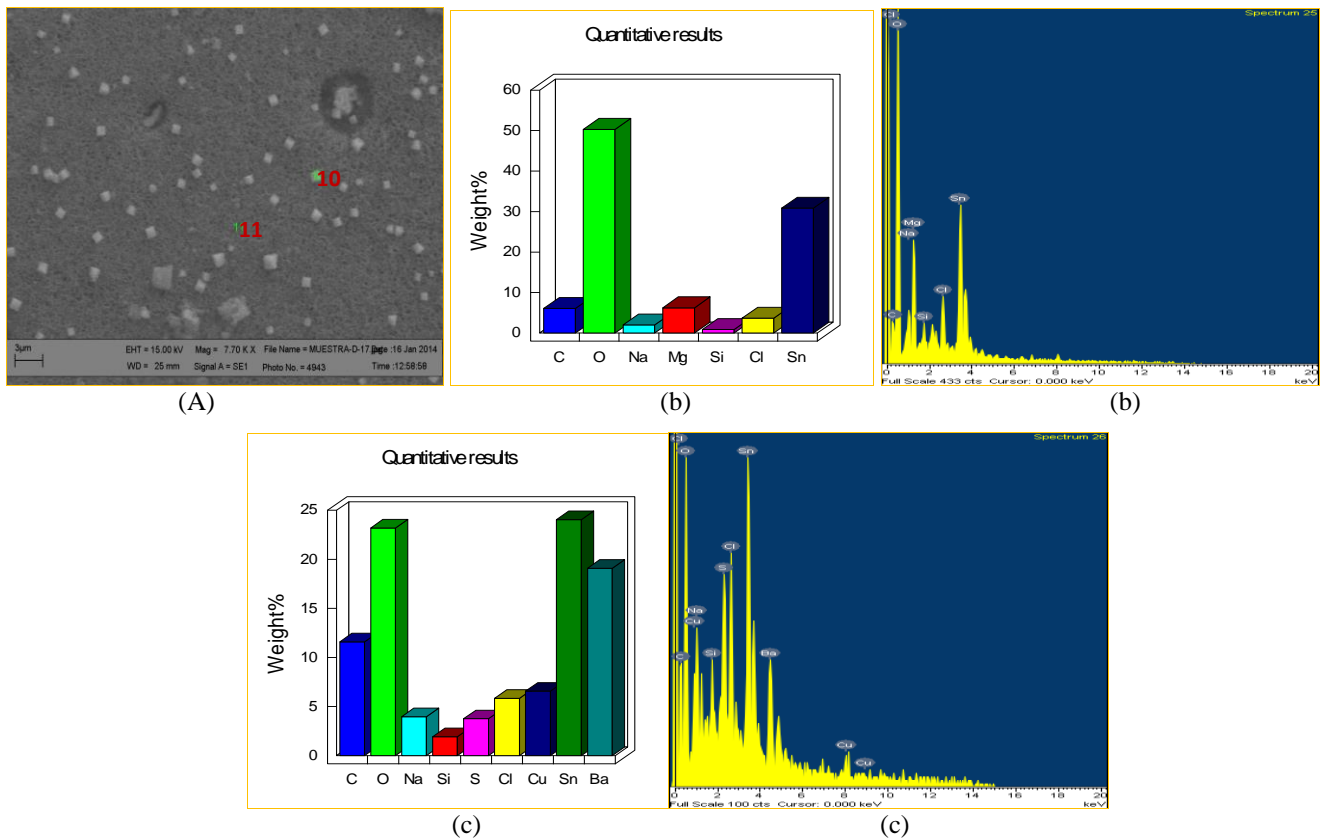 10
11
3µm
EHT = 15.00 kV Mag = 7.70 K X File Name = MUESTRA-D-17.jpg Date :16 Jan 2014
WD = 25 mm Signal A = SE1 Photo No. = 4943 Time :12:58:58
(A)
Quantitative results
Weight%
60
50
40
30
20
10
0
C O Na Mg Si Cl Sn
(b)
Spectrum 25
Cl
O
Sn
Mg
Na
Cl
C
Si
0 2 4 6 8 10 12 14 16 18 20
Full Scale 433 cts Cursor: 0.000 keV keV
(b)
Quantitative results
Weight%
25
20
15
10
5
0
C O Na Si S Cl Cu Sn Ba
(c)
Spectrum 26
Cl
O
Sn
Cl
S
Na
Cu
C
Si
Ba
Cu
Cu
0 2 4 6 8 10 12 14 16 18 20
Full Scale 100 cts Cursor: 0.000 keV keV
(c)